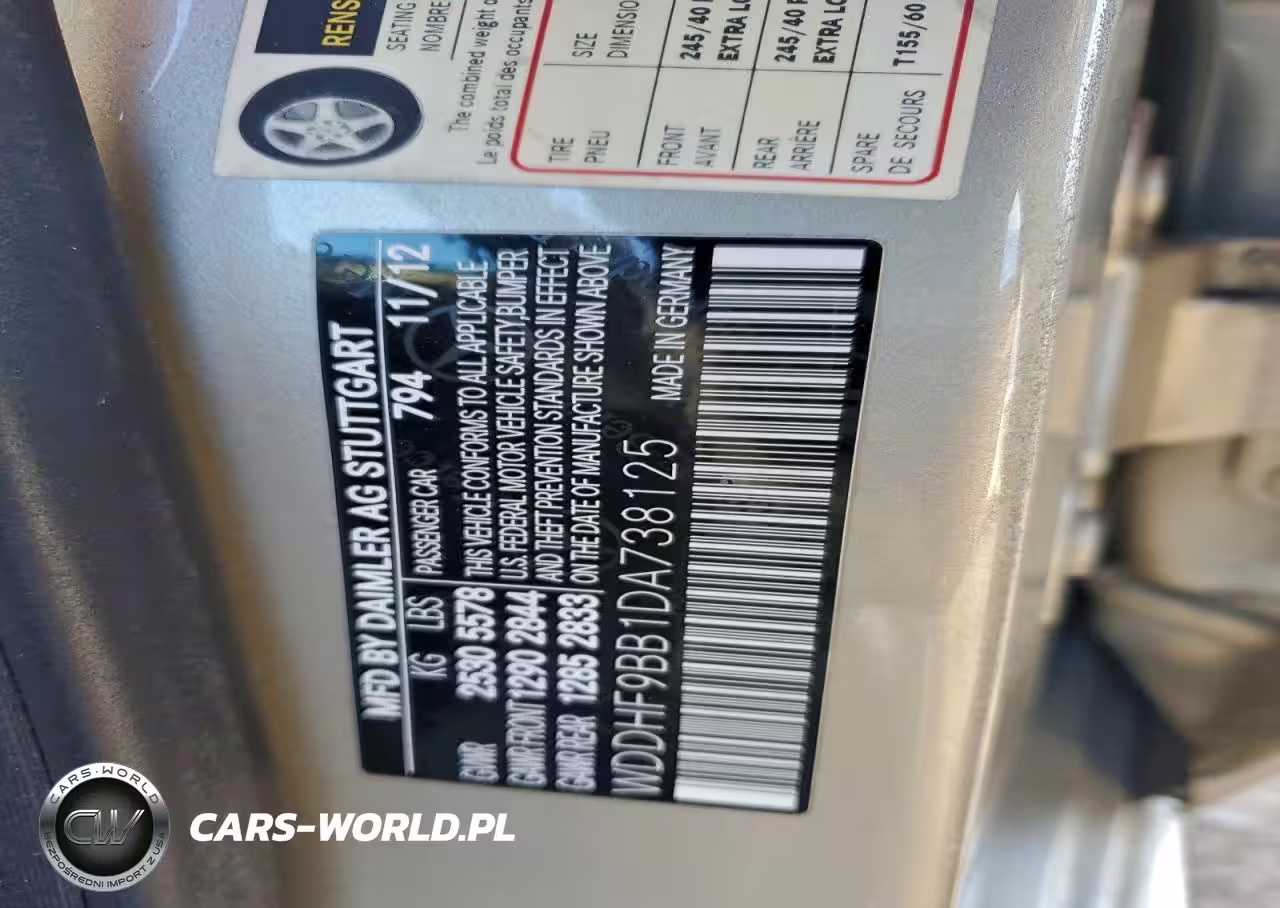 RENS
SEATING
NOMBRE
The combined weight o
Le poids total des occupants
TIRE SIZE
PNEU DIMENSIO
FRONT 245/40
AVANT EXTRA LO
REAR 245/40
ARRIÈRE EXTRA LO
SPARE T155/60
DE SECOURS
MFD BY DAIMLER AG STUTTGART
KG LBS PASSENGER CAR 794 11/12
GVWR 2530 5578 THIS VEHICLE CONFORMS TO ALL APPLICABLE
GAWR FRONT 1290 2844 U.S. FEDERAL MOTOR VEHICLE SAFETY,BUMPER
GAWR REAR 1285 2833 AND THEFT PREVENTION STANDARDS IN EFFECT
ON THE DATE OF MANUFACTURE SHOWN ABOVE
WDDHF9BB1DA738125 MADE IN GERMANY
CARS-WORLD
CW
BEZPOŚREDNI IMPORT Z USA
CARS-WORLD.PL